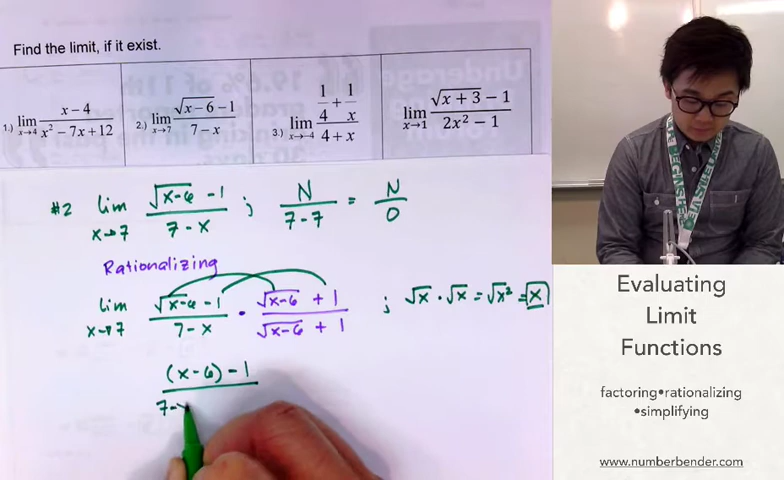 Find the limit, if it exist.
1.) lim x→4 (x − 4)/(x² − 7x + 12)
2.) lim x→7 (√(x − 6) − 1)/(7 − x)
3.) lim x→−4 (1/4 + 1/x)/(4 + x)
lim x→1 (√(x + 3) − 1)/(2x² − 1)
#2 lim x→7 (√(x-6) - 1)/(7 - x) ; N/(7-7) = N/0
Rationalizing
lim x→7 (√(x-6) - 1)/(7 - x) • (√(x-6) + 1)/(√(x-6) + 1) ; √x · √x = √x² = x
(x - 6) - 1
7-x
Evaluating
Limit
Functions
factoring•rationalizing
•simplifying
www.numberbender.com